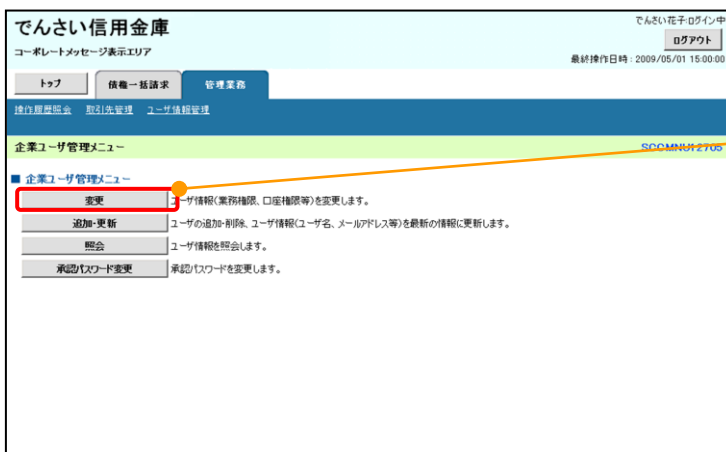 でんさい信用金庫
コーポレートメッセージ表示エリア
でんさい花子:ログイン中
ログアウト
最終操作日時：2009/05/01 15:00:00
トップ
債権一括請求
管理業務
操作履歴照会 取引先管理 ユーザ情報管理
企業ユーザ管理メニュー
SCCMNU12705
■ 企業ユーザ管理メニュー
変更
ユーザ情報(業務権限、口座権限等)を変更します。
追加・更新
ユーザの追加・削除、ユーザ情報(ユーザ名、メールアドレス等)を最新の情報に更新します。
照会
ユーザ情報を照会します。
承認パスワード変更
承認パスワードを変更します。